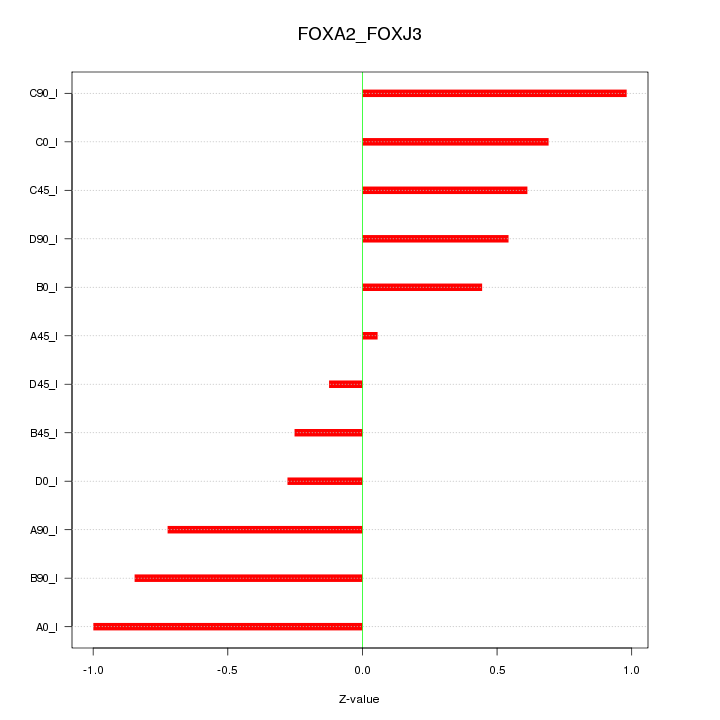 FOXA2_FOXJ3
C90_I
C0_I
C45_I
D90_I
B0_I
A45_I
D45_I
B45_I
D0_I
A90_I
B90_I
A0_I
-1.0 -0.5 0.0 0.5 1.0
Z-value